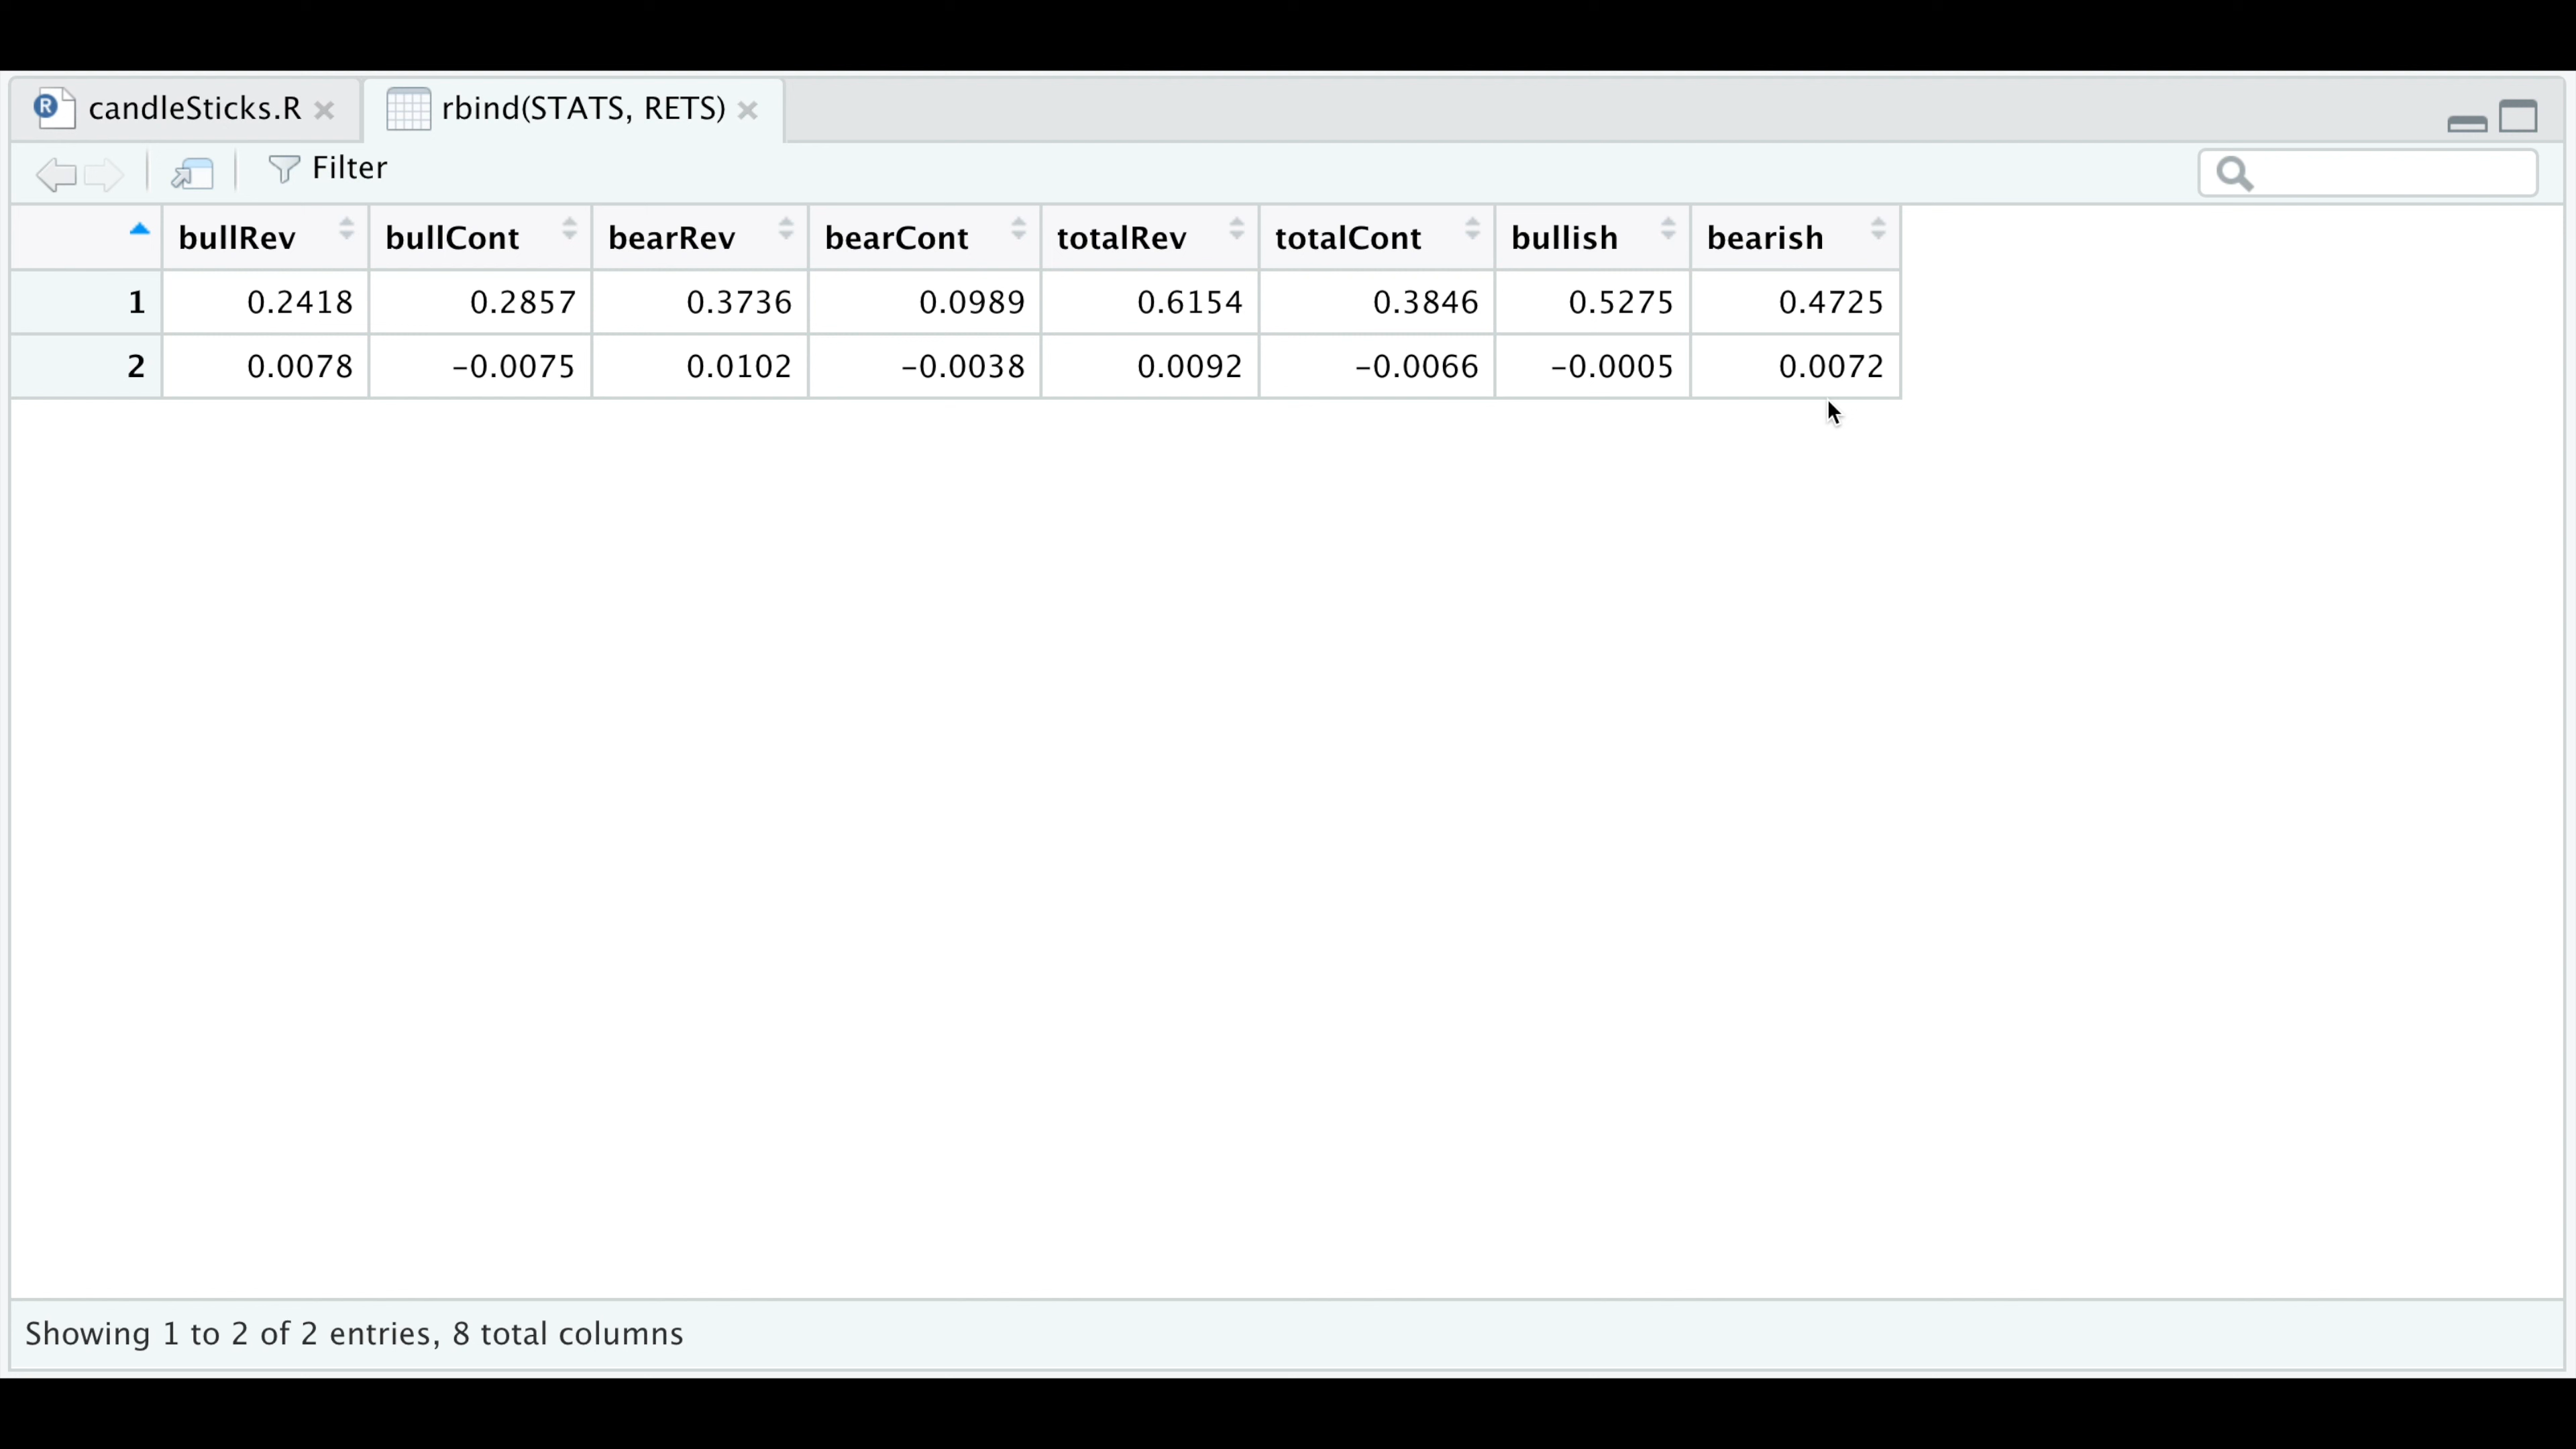 candleSticks.R
rbind(STATS, RETS)
Filter
bullRev bullCont bearRev bearCont totalRev totalCont bullish bearish
1 0.2418 0.2857 0.3736 0.0989 0.6154 0.3846 0.5275 0.4725
2 0.0078 −0.0075 0.0102 −0.0038 0.0092 −0.0066 −0.0005 0.0072
Showing 1 to 2 of 2 entries, 8 total columns